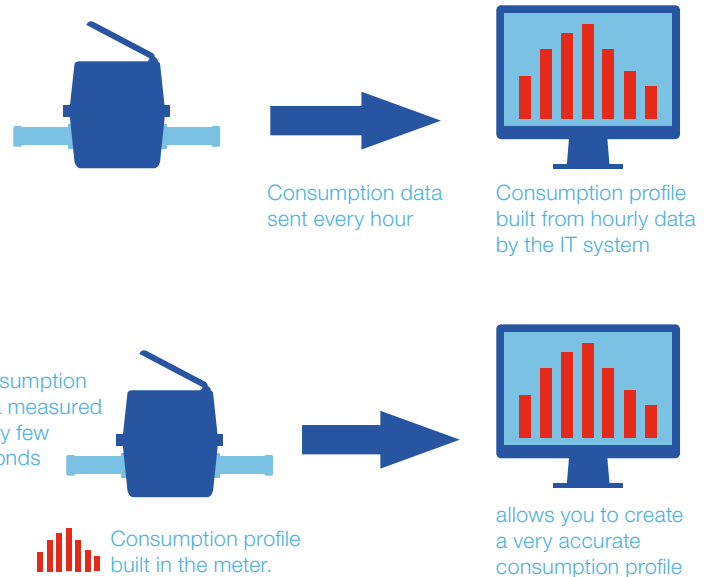 Consumption data
sent every hour
Consumption profile
built from hourly data
by the IT system
sumption
measured
y few
onds
Consumption profile
built in the meter.
allows you to create
a very accurate
consumption profile